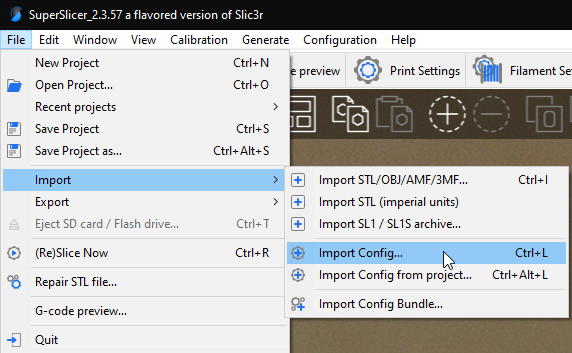 SuperSlicer_2.3.57 a flavored version of Slic3r
File Edit Window View Calibration Generate Configuration Help
New Project Ctrl+N
Open Project... Ctrl+O
Recent projects
Save Project Ctrl+S
Save Project as... Ctrl+Alt+S
Import
Export
Eject SD card / Flash drive... Ctrl+T
(Re)Slice Now Ctrl+R
Repair STL file...
G-code preview...
Quit
preview Print Settings Filament
Import STL/OBJ/AMF/3MF... Ctrl+I
Import STL (imperial units)
Import SL1 / SL1S archive...
Import Config... Ctrl+L
Import Config from project... Ctrl+Alt+L
Import Config Bundle...